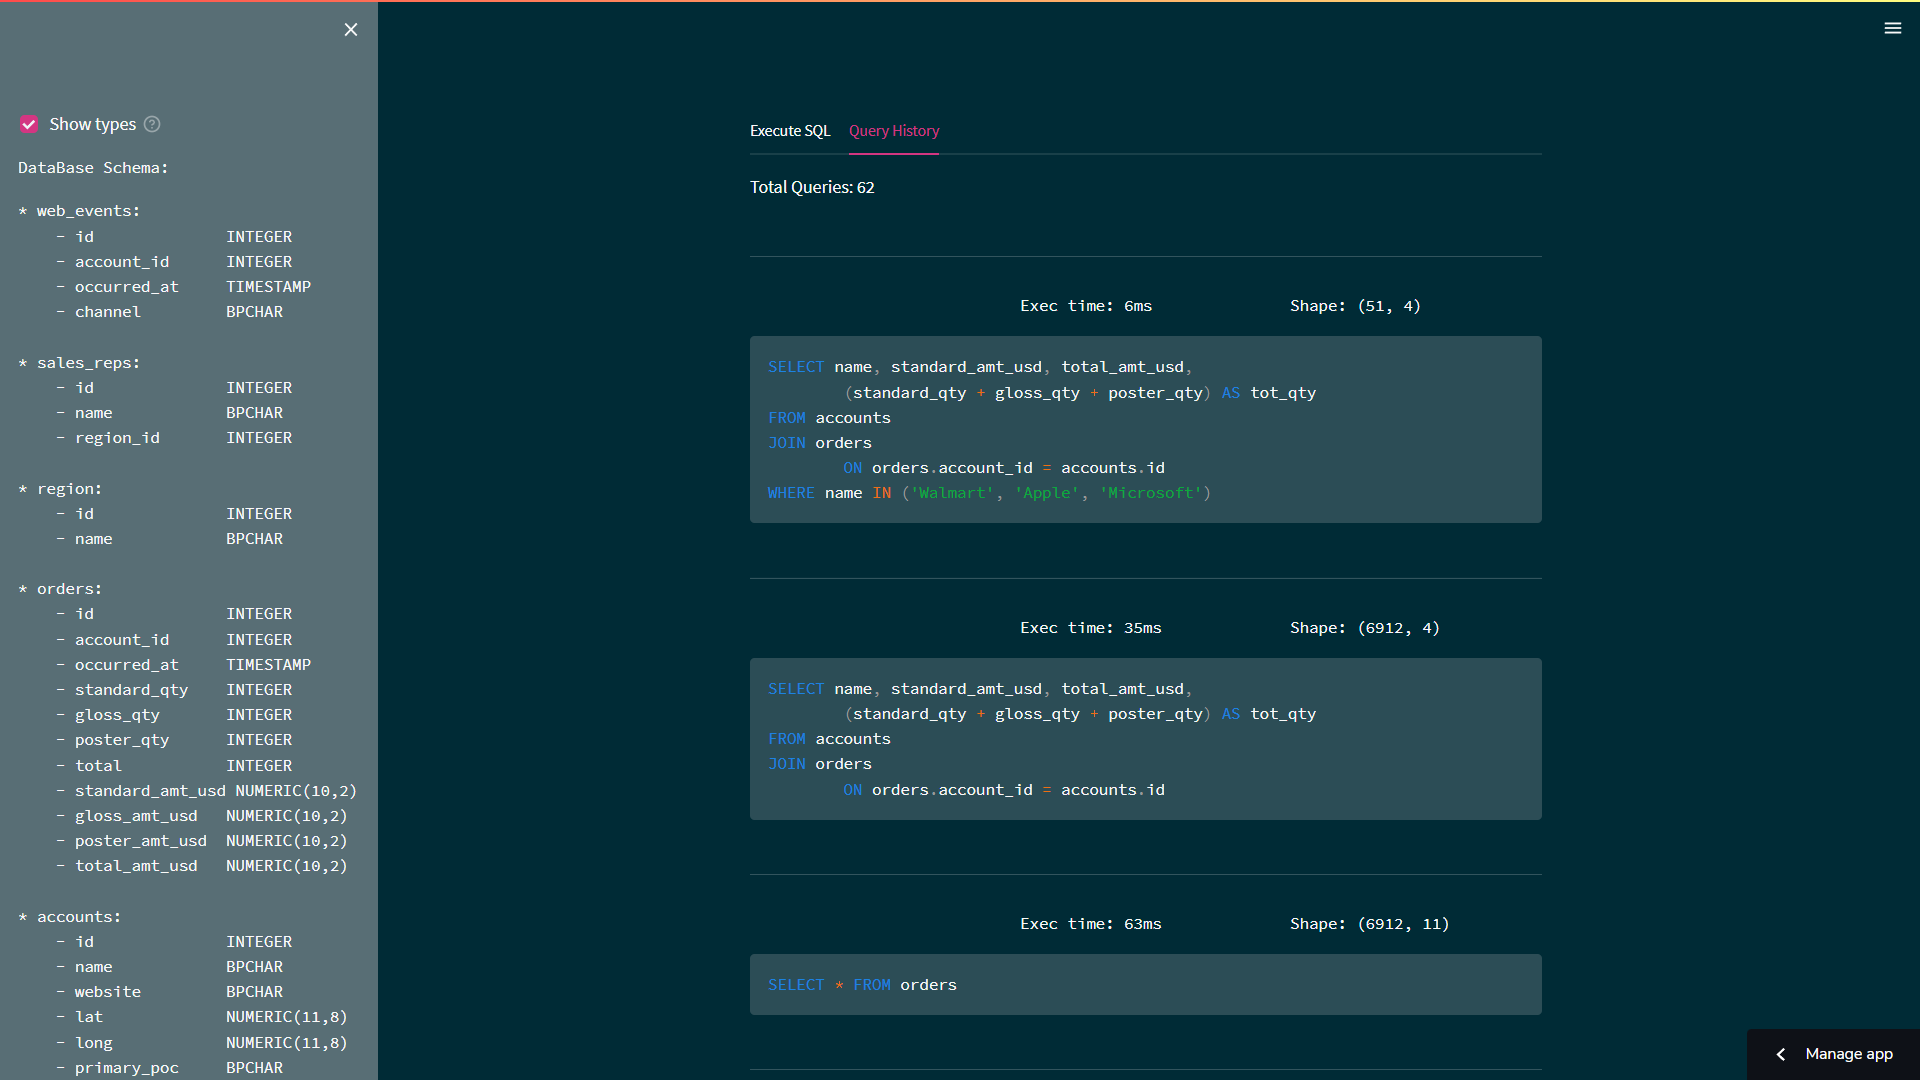 Show types
DataBase Schema:
* web_events:
- id INTEGER
- account_id INTEGER
- occurred_at TIMESTAMP
- channel BPCHAR
* sales_reps:
- id INTEGER
- name BPCHAR
- region_id INTEGER
* region:
- id INTEGER
- name BPCHAR
* orders:
- id INTEGER
- account_id INTEGER
- occurred_at TIMESTAMP
- standard_qty INTEGER
- gloss_qty INTEGER
- poster_qty INTEGER
- total INTEGER
- standard_amt_usd NUMERIC(10,2)
- gloss_amt_usd NUMERIC(10,2)
- poster_amt_usd NUMERIC(10,2)
- total_amt_usd NUMERIC(10,2)
* accounts:
- id INTEGER
- name BPCHAR
- website BPCHAR
- lat NUMERIC(11,8)
- long NUMERIC(11,8)
- primary_poc BPCHAR
Execute SQL Query History
Total Queries: 62
Exec time: 6ms Shape: (51, 4)
SELECT name, standard_amt_usd, total_amt_usd,
(standard_qty + gloss_qty + poster_qty) AS tot_qty
FROM accounts
JOIN orders
ON orders.account_id = accounts.id
WHERE name IN ('Walmart', 'Apple', 'Microsoft')
Exec time: 35ms Shape: (6912, 4)
SELECT name, standard_amt_usd, total_amt_usd,
(standard_qty + gloss_qty + poster_qty) AS tot_qty
FROM accounts
JOIN orders
ON orders.account_id = accounts.id
Exec time: 63ms Shape: (6912, 11)
SELECT * FROM orders
Manage app